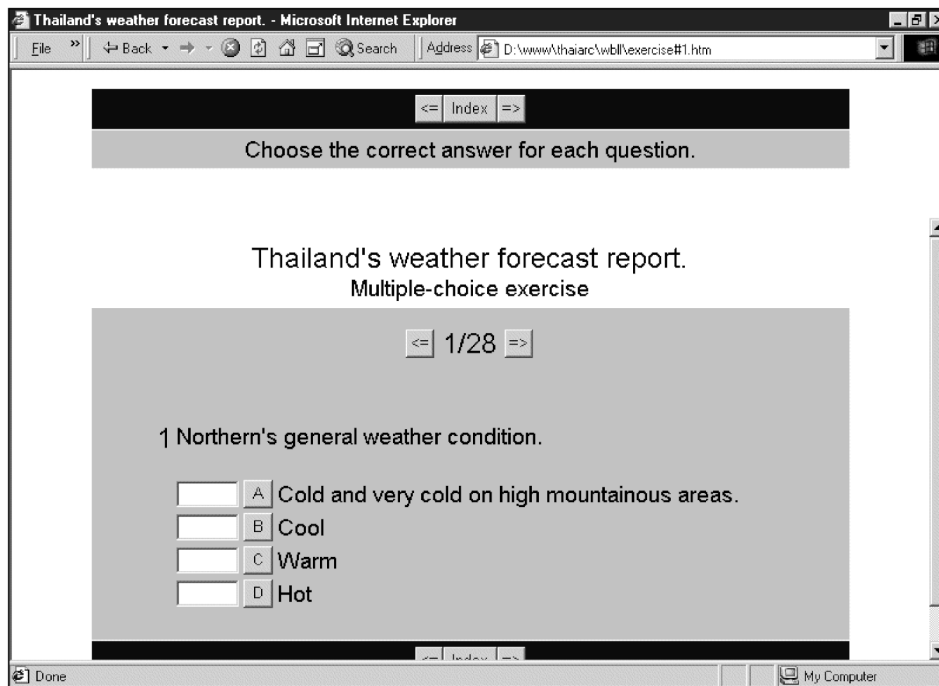 Thailand's weather forecast report. - Microsoft Internet Explorer
File » Back Search Address D:\www\thaiarc\wbll\exercise#1.htm
<= Index =>
Choose the correct answer for each question.
Thailand's weather forecast report.
Multiple-choice exercise
<= 1/28 =>
1 Northern's general weather condition.
A Cold and very cold on high mountainous areas.
B Cool
C Warm
D Hot
<= Index =>
Done My Computer